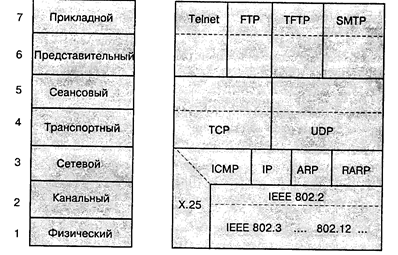 7 Прикладной Telnet FTP TFTP SMTP
6 Представительный
5 Сеансовый
4 Транспортный TCP UDP
3 Сетевой ICMP IP ARP RARP
2 Канальный X.25 IEEE 802.2
1 Физический IEEE 802.3 .... 802.12 ...